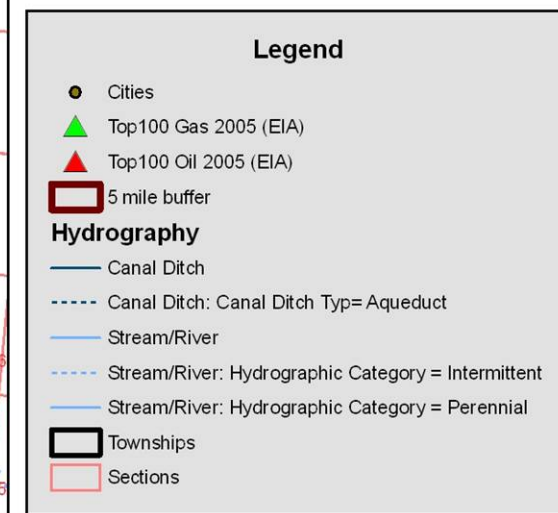 Legend
Cities
Top100 Gas 2005 (EIA)
Top100 Oil 2005 (EIA)
5 mile buffer
Hydrography
Canal Ditch
Canal Ditch: Canal Ditch Typ= Aqueduct
Stream/River
Stream/River: Hydrographic Category = Intermittent
Stream/River: Hydrographic Category = Perennial
Townships
Sections